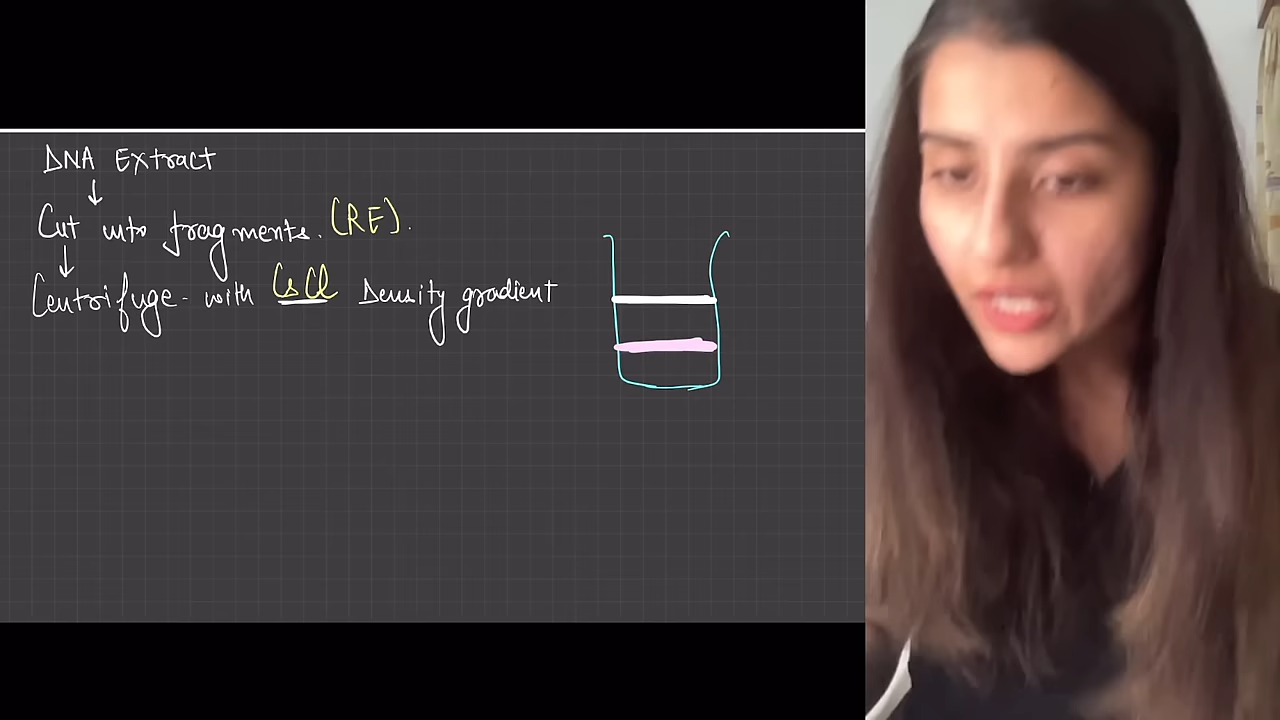 DNA Extract
Cut into fragments. (RE).
Centrifuge - with CsCl Density gradient